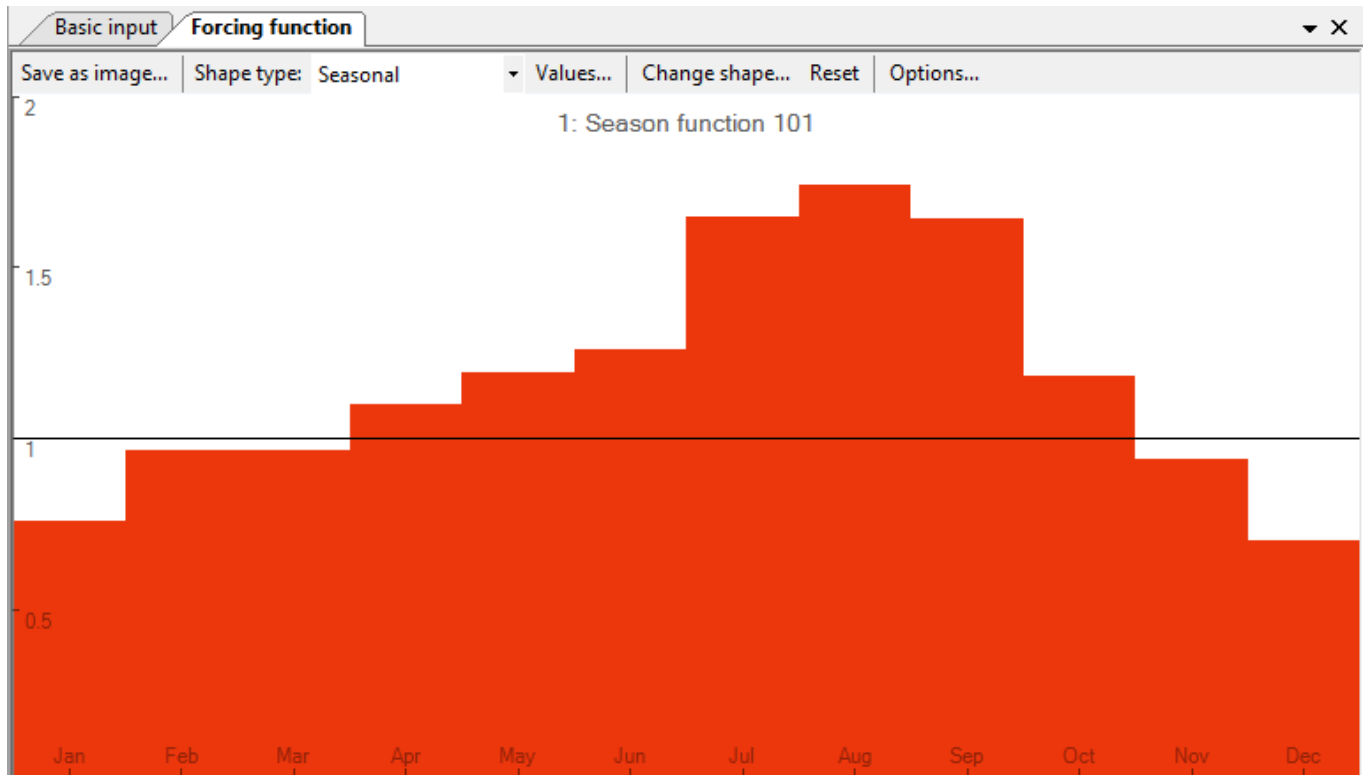 Basic input Forcing function
Save as image... Shape type: Seasonal Values... Change shape... Reset Options...
2
1: Season function 101
1.5
1
0.5
Jan Feb Mar Apr May Jun Jul Aug Sep Oct Nov Dec